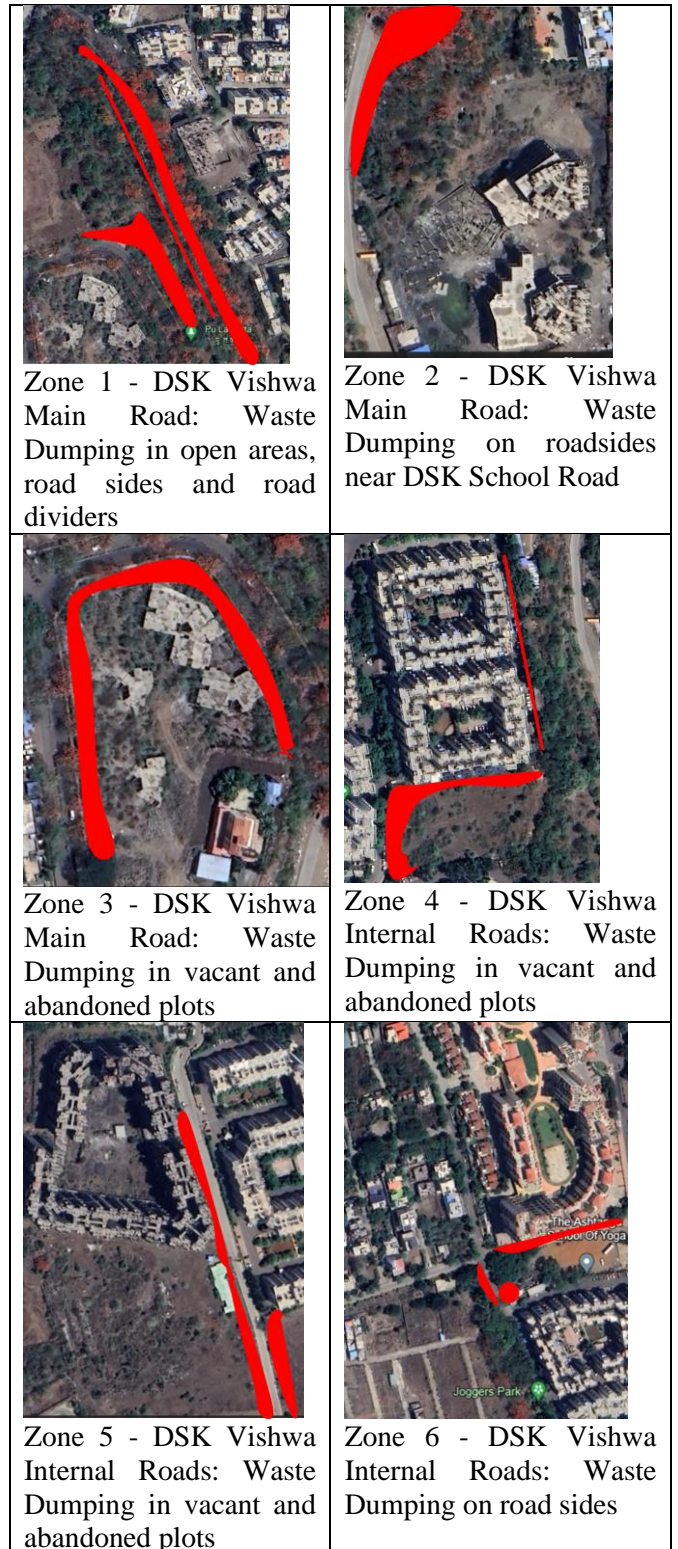 Zone 1 - DSK Vishwa
Main Road: Waste
Dumping in open areas,
road sides and road
dividers
Zone 2 - DSK Vishwa
Main Road: Waste
Dumping on roadsides
near DSK School Road
Zone 3 - DSK Vishwa
Main Road: Waste
Dumping in vacant and
abandoned plots
Zone 4 - DSK Vishwa
Internal Roads: Waste
Dumping in vacant and
abandoned plots
Zone 5 - DSK Vishwa
Internal Roads: Waste
Dumping in vacant and
abandoned plots
The
School Of Yoga
Joggers Park
Zone 6 - DSK Vishwa
Internal Roads: Waste
Dumping on road sides